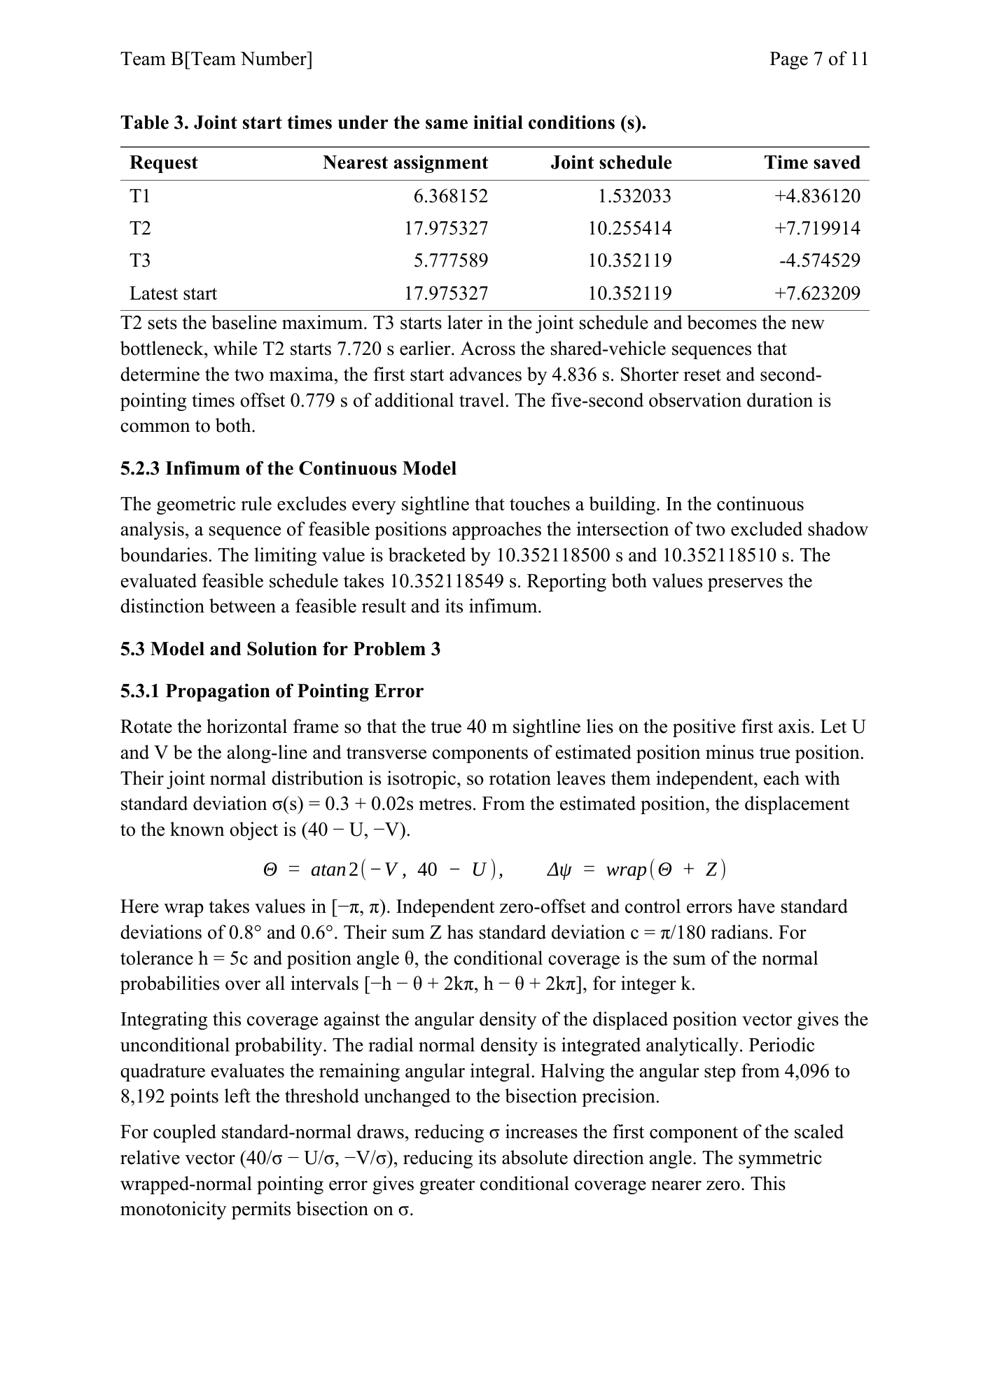 Team B[Team Number] Page 7 of 11
Table 3. Joint start times under the same initial conditions (s).
Request Nearest assignment Joint schedule Time saved
T1 6.368152 1.532033 +4.836120
T2 17.975327 10.255414 +7.719914
T3 5.777589 10.352119 -4.574529
Latest start 17.975327 10.352119 +7.623209
T2 sets the baseline maximum. T3 starts later in the joint schedule and becomes the new
bottleneck, while T2 starts 7.720 s earlier. Across the shared-vehicle sequences that
determine the two maxima, the first start advances by 4.836 s. Shorter reset and second-
pointing times offset 0.779 s of additional travel. The five-second observation duration is
common to both.
5.2.3 Infimum of the Continuous Model
The geometric rule excludes every sightline that touches a building. In the continuous
analysis, a sequence of feasible positions approaches the intersection of two excluded shadow
boundaries. The limiting value is bracketed by 10.352118500 s and 10.352118510 s. The
evaluated feasible schedule takes 10.352118549 s. Reporting both values preserves the
distinction between a feasible result and its infimum.
5.3 Model and Solution for Problem 3
5.3.1 Propagation of Pointing Error
Rotate the horizontal frame so that the true 40 m sightline lies on the positive first axis. Let U
and V be the along-line and transverse components of estimated position minus true position.
Their joint normal distribution is isotropic, so rotation leaves them independent, each with
standard deviation σ(s) = 0.3 + 0.02s metres. From the estimated position, the displacement
to the known object is (40 − U, −V).
Θ = atan2(−V, 40 − U), Δψ = wrap(Θ + Z)
Here wrap takes values in [−π, π). Independent zero-offset and control errors have standard
deviations of 0.8° and 0.6°. Their sum Z has standard deviation c = π/180 radians. For
tolerance h = 5c and position angle θ, the conditional coverage is the sum of the normal
probabilities over all intervals [−h − θ + 2kπ, h − θ + 2kπ], for integer k.
Integrating this coverage against the angular density of the displaced position vector gives the
unconditional probability. The radial normal density is integrated analytically. Periodic
quadrature evaluates the remaining angular integral. Halving the angular step from 4,096 to
8,192 points left the threshold unchanged to the bisection precision.
For coupled standard-normal draws, reducing σ increases the first component of the scaled
relative vector (40/σ − U/σ, −V/σ), reducing its absolute direction angle. The symmetric
wrapped-normal pointing error gives greater conditional coverage nearer zero. This
monotonicity permits bisection on σ.